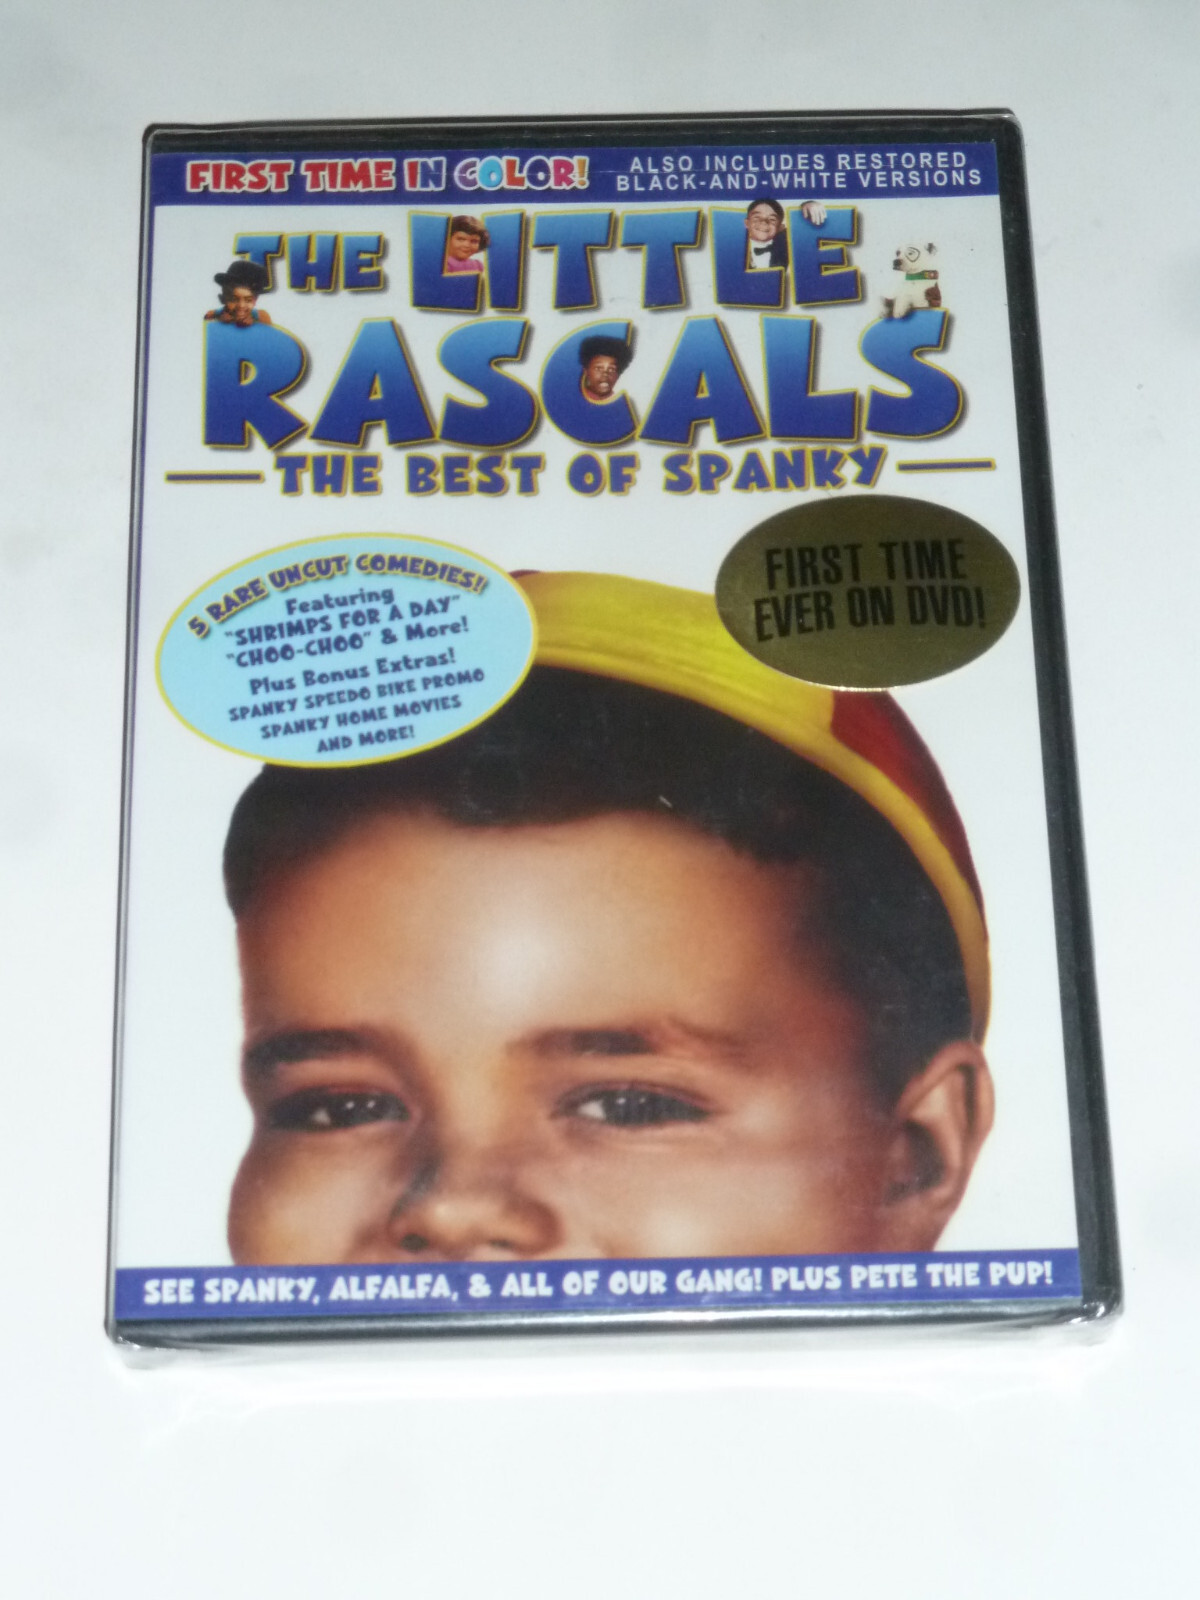 FIRST TIME IN COLOR!
ALSO INCLUDES RESTORED
BLACK-AND-WHITE VERSIONS
THE LITTLE
RASCALS
THE BEST OF SPANKY
FIRST TIME
EVER ON DVD!
5 RARE UNCUT COMEDIES!
Featuring
"SHRIMPS FOR A DAY"
"CHOO-CHOO" & More!
Plus Bonus Extras!
SPANKY SPEEDO BIKE PROMO
SPANKY HOME MOVIES
AND MORE!
SEE SPANKY, ALFALFA, & ALL OF OUR GANG! PLUS PETE THE PUP!